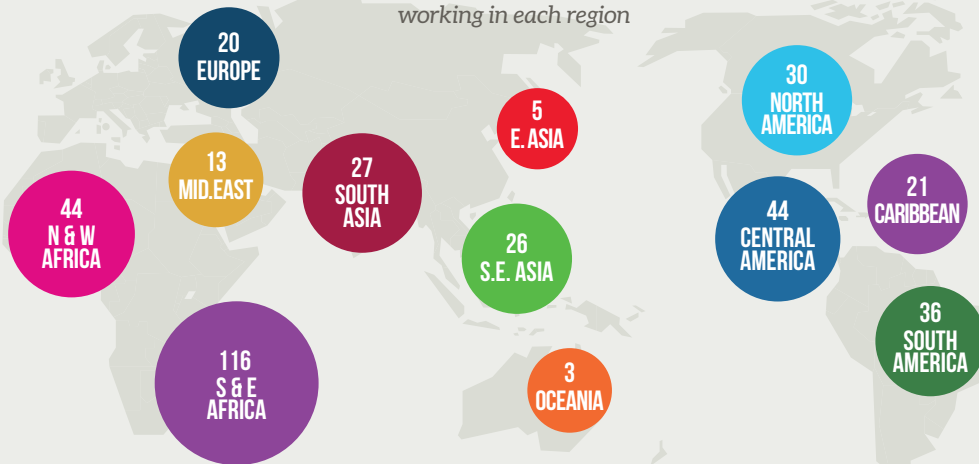 working in each region
20
EUROPE
5
E. ASIA
30
NORTH
AMERICA
13
MID.EAST
27
SOUTH
ASIA
21
CARIBBEAN
44
N & W
AFRICA
26
S.E. ASIA
44
CENTRAL
AMERICA
36
SOUTH
AMERICA
116
S & E
AFRICA
3
OCEANIA